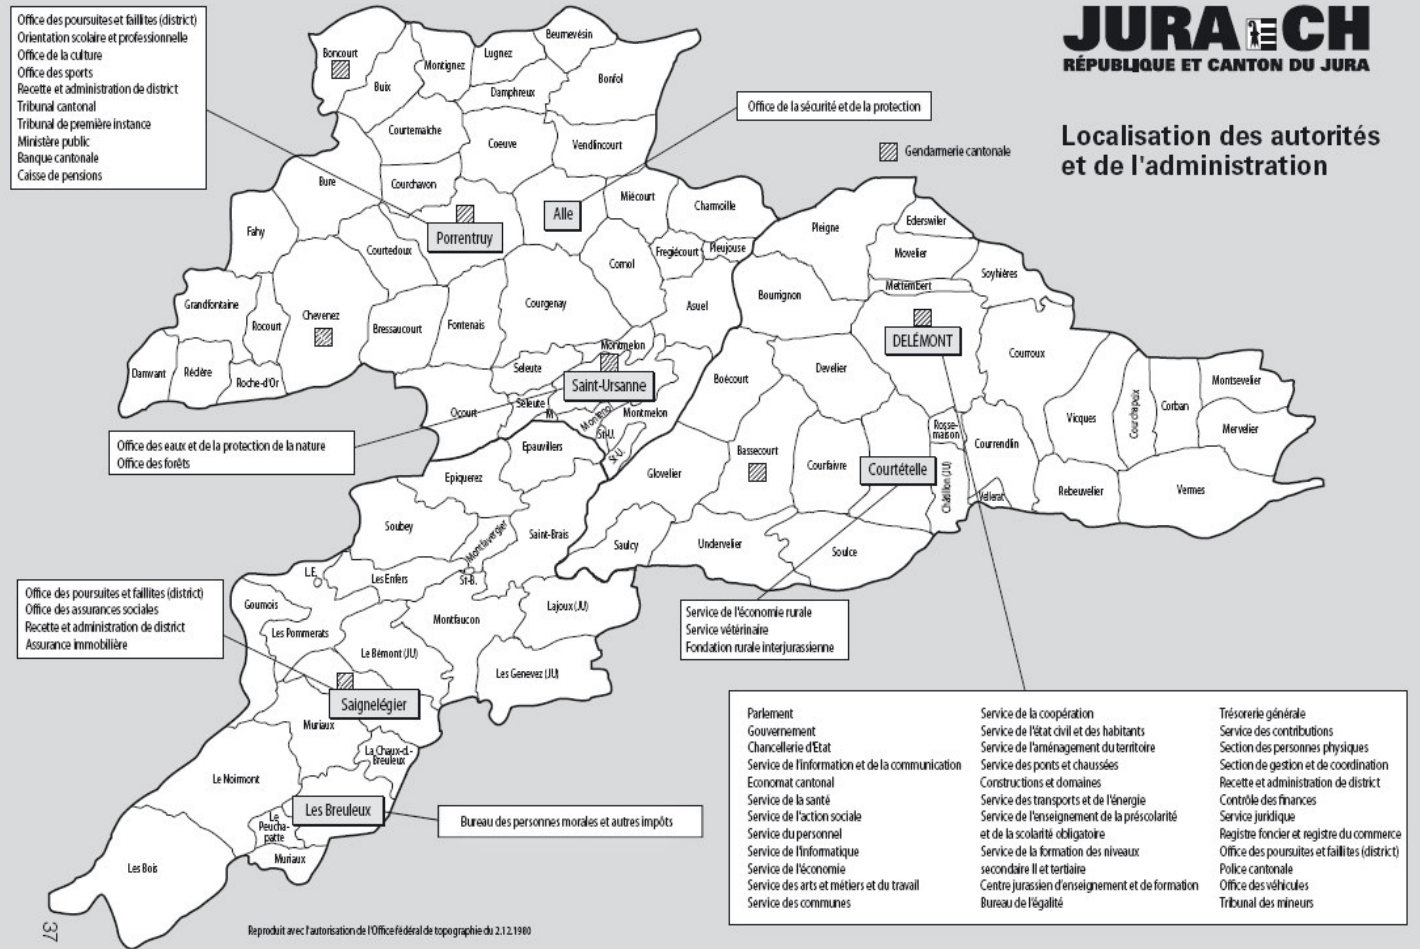 Office des poursuites et faillites (district)
Orientation scolaire et professionnelle
Office de la culture
Office des sports
Recette et administration de district
Tribunal cantonal
Tribunal de première instance
Ministère public
Banque cantonale
Caisse de pensions
JURA CH
RÉPUBLIQUE ET CANTON DU JURA
Localisation des autorités
et de l'administration
Office de la sécurité et de la protection
Gendarmerie cantonale
Boncourt
Buix
Montignez
Lugnez
Beurnevésin
Damphreux
Bonfol
Courtemaîche
Coeuve
Vendlincourt
Bure
Courchavon
Alle
Miécourt
Charmoille
Fahy
Courtedoux
Porrentruy
Cornol
Fregiécourt
Pleujouse
Asuel
Grandfontaine
Rocourt
Chevenez
Bressaucourt
Fontenais
Courgenay
Damvant
Réclère
Roche-d'Or
Montmelon
Seleute
Saint-Ursanne
Ocourt
Seleute
M
Montenol
Montmelon
St-U.
St-U.
Pleigne
Ederswiler
Movelier
Mettembert
Soyhières
Bourrignon
DELÉMONT
Courroux
Develier
Boécourt
Vicques
Courchapoix
Corban
Montsevelier
Mervelier
Rosse-
maison
Courrendlin
Bassecourt
Courfaivre
Courtételle
Châtillon (JU)
Vellerat
Rebeuvelier
Vermes
Glovelier
Saulcy
Undervelier
Soulce
Office des eaux et de la protection de la nature
Office des forêts
Epauvillers
Epiquerez
Soubey
Montfavergier
Saint-Brais
L.E.
Les Enfers
St-B.
Goumois
Les Pommerats
Montfaucon
Lajoux (JU)
Le Bémont (JU)
Les Genevez (JU)
Saignelégier
Muriaux
La Chaux-d.-
Breuleux
Le Noirmont
Les Breuleux
Le
Peucha-
patte
Muriaux
Les Bois
Office des poursuites et faillites (district)
Office des assurances sociales
Recette et administration de district
Assurance immobilière
Service de l'économie rurale
Service vétérinaire
Fondation rurale interjurassienne
Bureau des personnes morales et autres impôts
Parlement
Gouvernement
Chancellerie d'Etat
Service de l'information et de la communication
Economat cantonal
Service de la santé
Service de l'action sociale
Service du personnel
Service de l'informatique
Service de l'économie
Service des arts et métiers et du travail
Service des communes
Service de la coopération
Service de l'état civil et des habitants
Service de l'aménagement du territoire
Service des ponts et chaussées
Constructions et domaines
Service des transports et de l'énergie
Service de l'enseignement de la préscolarité
et de la scolarité obligatoire
Service de la formation des niveaux
secondaire II et tertiaire
Centre jurassien d'enseignement et de formation
Bureau de l'égalité
Trésorerie générale
Service des contributions
Section des personnes physiques
Section de gestion et de coordination
Recette et administration de district
Contrôle des finances
Service juridique
Registre foncier et registre du commerce
Office des poursuites et faillites (district)
Police cantonale
Office des véhicules
Tribunal des mineurs
37
Reproduit avec l'autorisation de l'Office fédéral de topographie du 2.12.1980